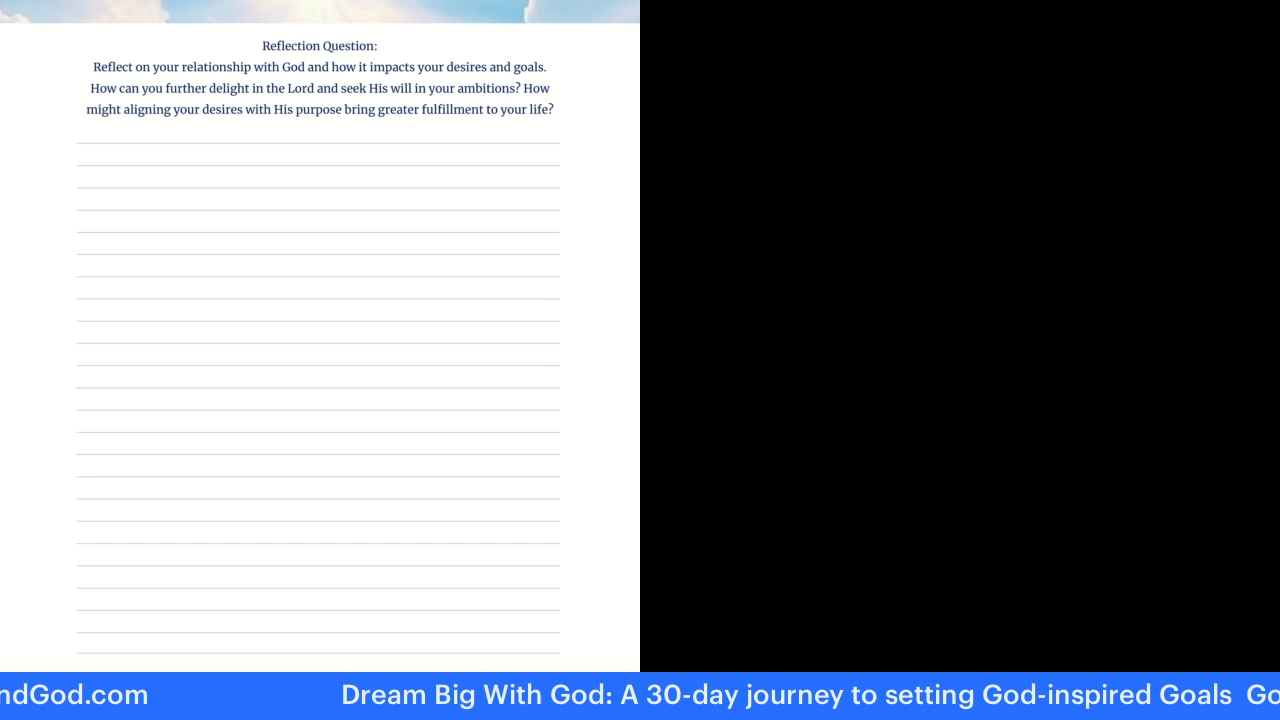 Reflection Question:
Reflect on your relationship with God and how it impacts your desires and goals.
How can you further delight in the Lord and seek His will in your ambitions? How
might aligning your desires with His purpose bring greater fulfillment to your life?
ndGod.com Dream Big With God: A 30-day journey to setting God-inspired Goals Go